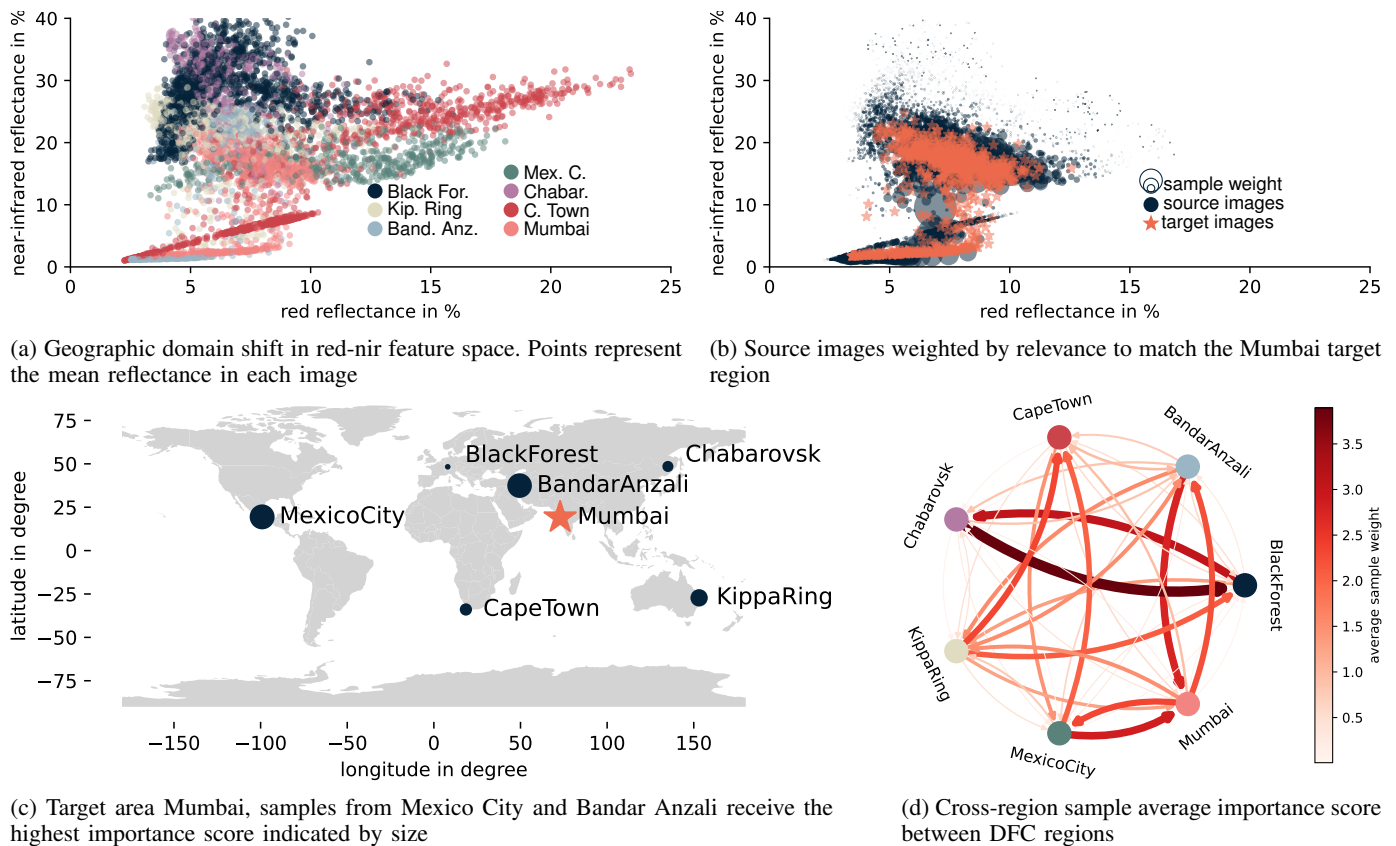 near-infrared reflectance in %
40
30
20
10
0
0
5
10
15
20
25
red reflectance in %
Black For.
Kip. Ring
Band. Anz.
Mex. C.
Chabar.
C. Town
Mumbai
near-infrared reflectance in %
40
30
20
10
0
0
5
10
15
20
25
red reflectance in %
sample weight
source images
target images
(a) Geographic domain shift in red-nir feature space. Points represent
the mean reflectance in each image
(b) Source images weighted by relevance to match the Mumbai target
region
latitude in degree
75
50
25
0
−25
−50
−75
−150
−100
−50
0
50
100
150
longitude in degree
BlackForest
Chabarovsk
BandarAnzali
MexicoCity
Mumbai
CapeTown
KippaRing
CapeTown
BandarAnzali
Chabarovsk
BlackForest
KippaRing
Mumbai
MexicoCity
3.5
3.0
2.5
2.0
1.5
1.0
0.5
average sample weight
(c) Target area Mumbai, samples from Mexico City and Bandar Anzali receive the
highest importance score indicated by size
(d) Cross-region sample average importance score
between DFC regions